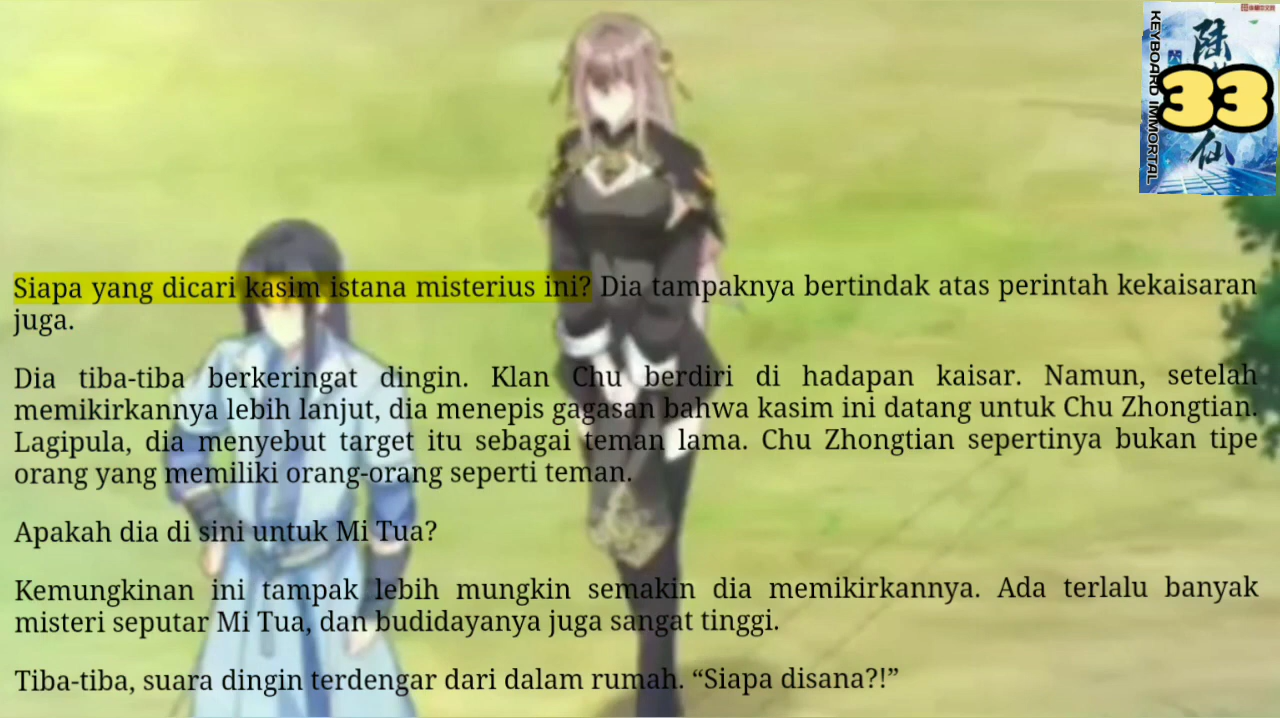 Siapa yang dicari kasim istana misterius ini? Dia tampaknya bertindak atas perintah kekaisaran
juga.
Dia tiba-tiba berkeringat dingin. Klan Chu berdiri di hadapan kaisar. Namun, setelah
memikirkannya lebih lanjut, dia menepis gagasan bahwa kasim ini datang untuk Chu Zhongtian.
Lagipula, dia menyebut target itu sebagai teman lama. Chu Zhongtian sepertinya bukan tipe
orang yang memiliki orang-orang seperti teman.
Apakah dia di sini untuk Mi Tua?
Kemungkinan ini tampak lebih mungkin semakin dia memikirkannya. Ada terlalu banyak
misteri seputar Mi Tua, dan budidayanya juga sangat tinggi.
Tiba-tiba, suara dingin terdengar dari dalam rumah. “Siapa disana?!”
KEYBOARD IMMORTAL
陆
仙
33